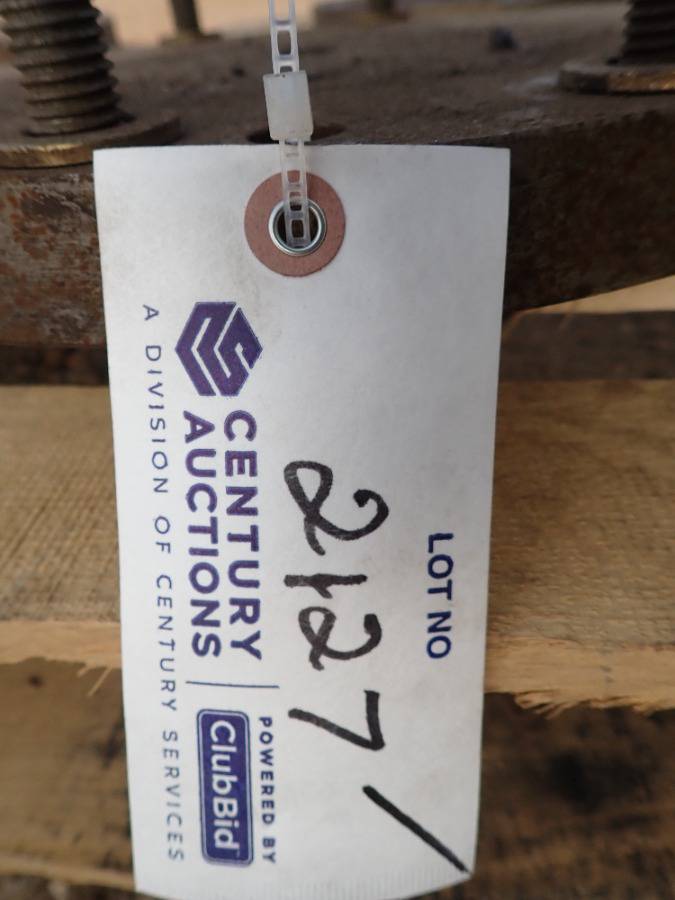 LOT NO
2127/
CENTURY
AUCTIONS
A DIVISION OF CENTURY SERVICES
POWERED BY
ClubBid